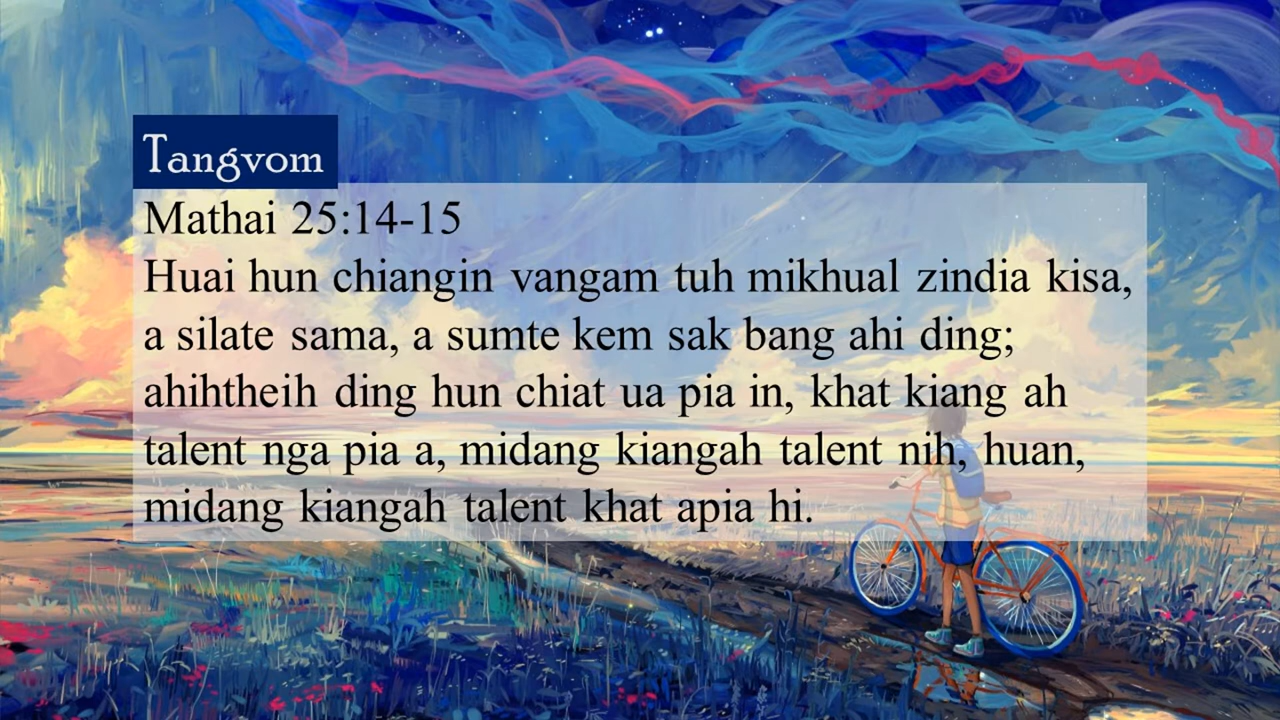 Tangvom
Mathai 25:14-15
Huai hun chiangin vangam tuh mikhual zindia kisa,
a silate sama, a sumte kem sak bang ahi ding;
ahihtheih ding hun chiat ua pia in, khat kiang ah
talent nga pia a, midang kiangah talent nih, huan,
midang kiangah talent khat apia hi.